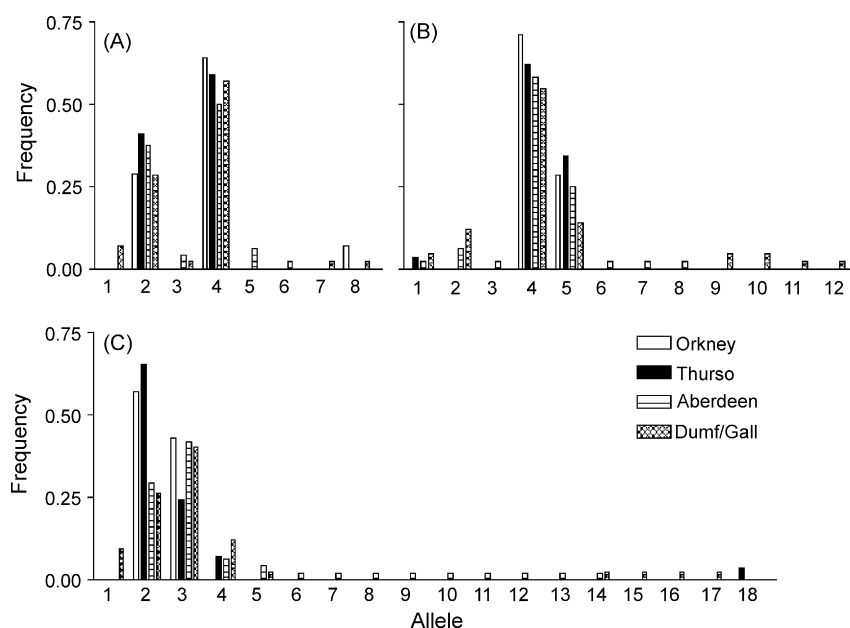 (A)
Frequency
0.75
0.50
0.25
0.00
1 2 3 4 5 6 7 8
(B)
1 2 3 4 5 6 7 8 9 10 11 12
(C)
Frequency
0.75
0.50
0.25
0.00
1 2 3 4 5 6 7 8 9 10 11 12 13 14 15 16 17 18
Allele
Orkney
Thurso
Aberdeen
Dumf/Gall